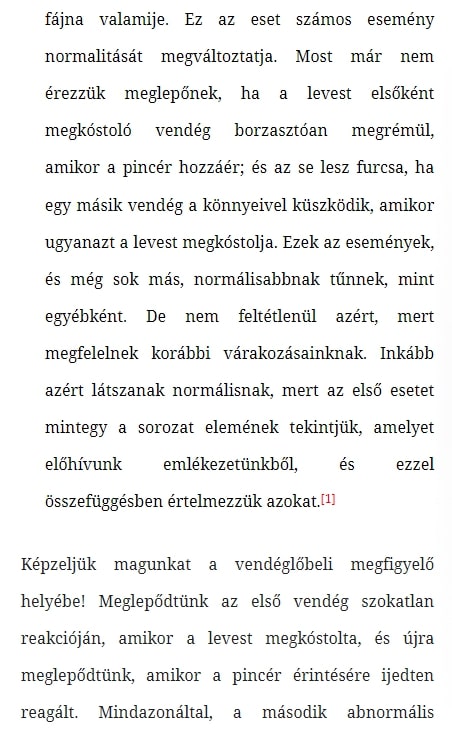 fájna valamije. Ez az eset számos esemény
normalitását megváltoztatja. Most már nem
érezzük meglepőnek, ha a levest elsőként
megkóstoló vendég borzasztóan megrémül,
amikor a pincér hozzáér; és az se lesz furcsa, ha
egy másik vendég a könnyeivel küszködik, amikor
ugyanazt a levest megkóstolja. Ezek az események,
és még sok más, normálisabbnak tűnnek, mint
egyébként. De nem feltétlenül azért, mert
megfelelnek korábbi várakozásainknak. Inkább
azért látszanak normálisnak, mert az első esetet
mintegy a sorozat elemének tekintjük, amelyet
előhívunk emlékezetünkből, és ezzel
összefüggésben értelmezzük azokat.[1]
Képzeljük magunkat a vendéglőbeli megfigyelő
helyébe! Meglepődtünk az első vendég szokatlan
reakcióján, amikor a levest megkóstolta, és újra
meglepődtünk, amikor a pincér érintésére ijedten
reagált. Mindazonáltal, a második abnormális